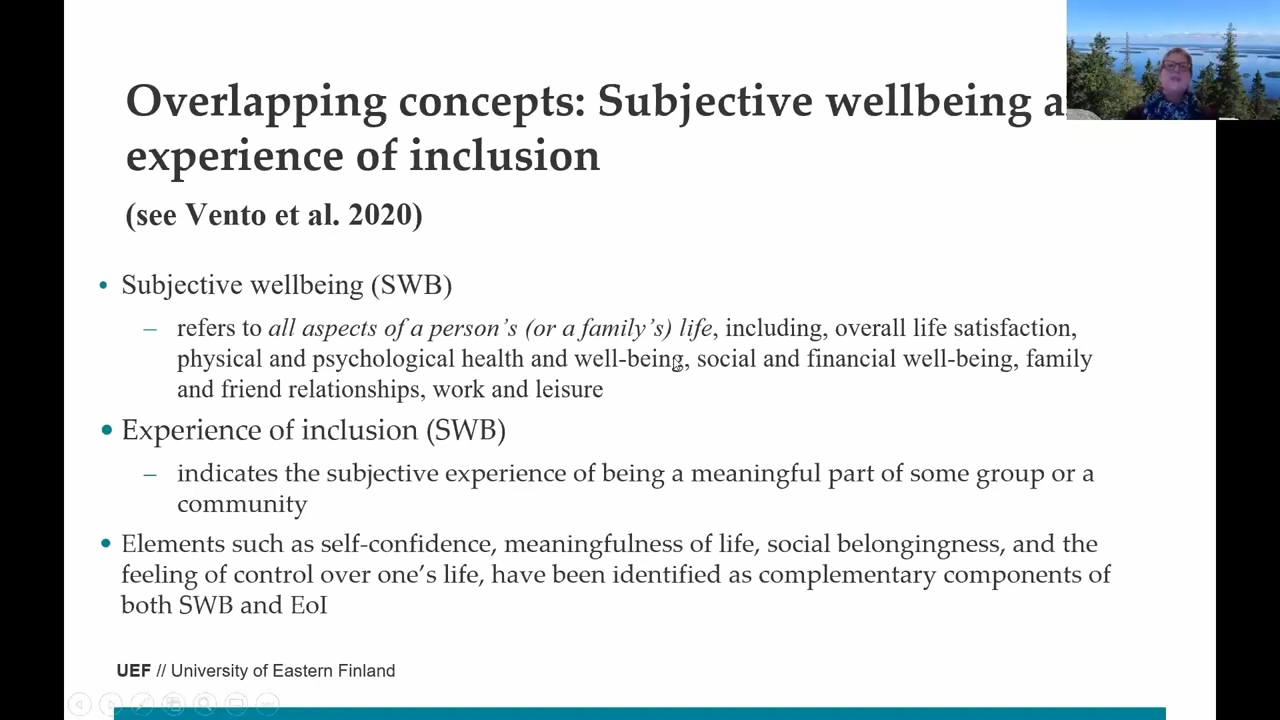 Overlapping concepts: Subjective wellbeing a
experience of inclusion
(see Vento et al. 2020)
• Subjective wellbeing (SWB)
– refers to all aspects of a person’s (or a family’s) life, including, overall life satisfaction,
physical and psychological health and well-being, social and financial well-being, family
and friend relationships, work and leisure
• Experience of inclusion (SWB)
– indicates the subjective experience of being a meaningful part of some group or a
community
• Elements such as self-confidence, meaningfulness of life, social belongingness, and the
feeling of control over one’s life, have been identified as complementary components of
both SWB and EoI
UEF // University of Eastern Finland